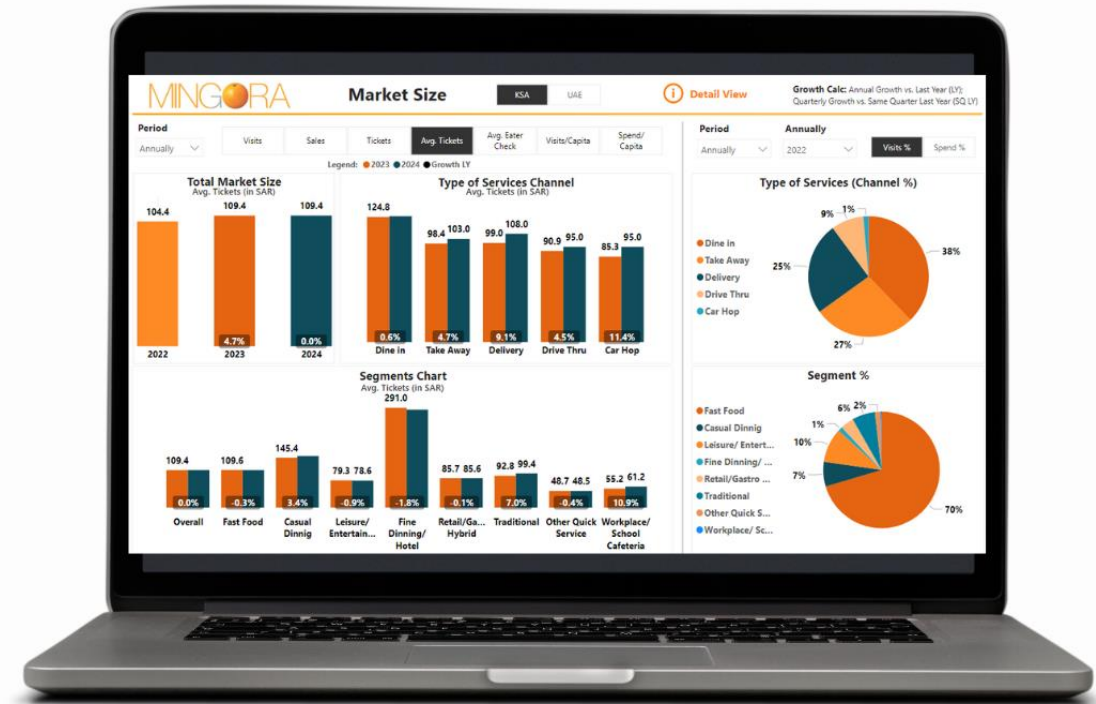 MINGORA
Market Size
KSA
UAE
Detail View
Growth Calc: Annual Growth vs. Last Year (LY);
Quarterly Growth vs. Same Quarter Last Year (SQ LY)
Period
Annually
Visits
Sales
Tickets
Avg. Tickets
Avg. Eater
Check
Visits/Capita
Spend/
Capita
Legend: 2023 2024 Growth LY
Total Market Size
Avg. Tickets (in SAR)
104.4
109.4
109.4
4.7%
0.0%
2022
2023
2024
Type of Services Channel
Avg. Tickets (in SAR)
124.8
98.4 103.0
99.0 108.0
90.9 95.0
85.3 95.0
0.6%
4.7%
9.1%
4.5%
11.4%
Dine in
Take Away
Delivery
Drive Thru
Car Hop
Segments Chart
Avg. Tickets (in SAR)
291.0
109.4
109.6
145.4
79.3 78.6
85.7 85.6
92.8 99.4
48.7 48.5
55.2 61.2
0.0%
-0.3%
3.4%
-0.9%
-1.8%
-0.1%
7.0%
-0.4%
10.9%
Overall
Fast Food
Casual
Dinnig
Leisure/
Entertain...
Fine
Dinning/
Hotel
Retail/Ga...
Hybrid
Traditional
Other Quick
Service
Workplace/
School
Cafeteria
Period
Annually
Annually
2022
Visits %
Spend %
Type of Services (Channel %)
Dine in
Take Away
Delivery
Drive Thru
Car Hop
9%
1%
38%
25%
27%
Segment %
Fast Food
Casual Dinnig
Leisure/ Entert...
Fine Dinning/ ...
Retail/Gastro ...
Traditional
Other Quick S...
Workplace/ Sc...
6%
2%
1%
10%
7%
70%